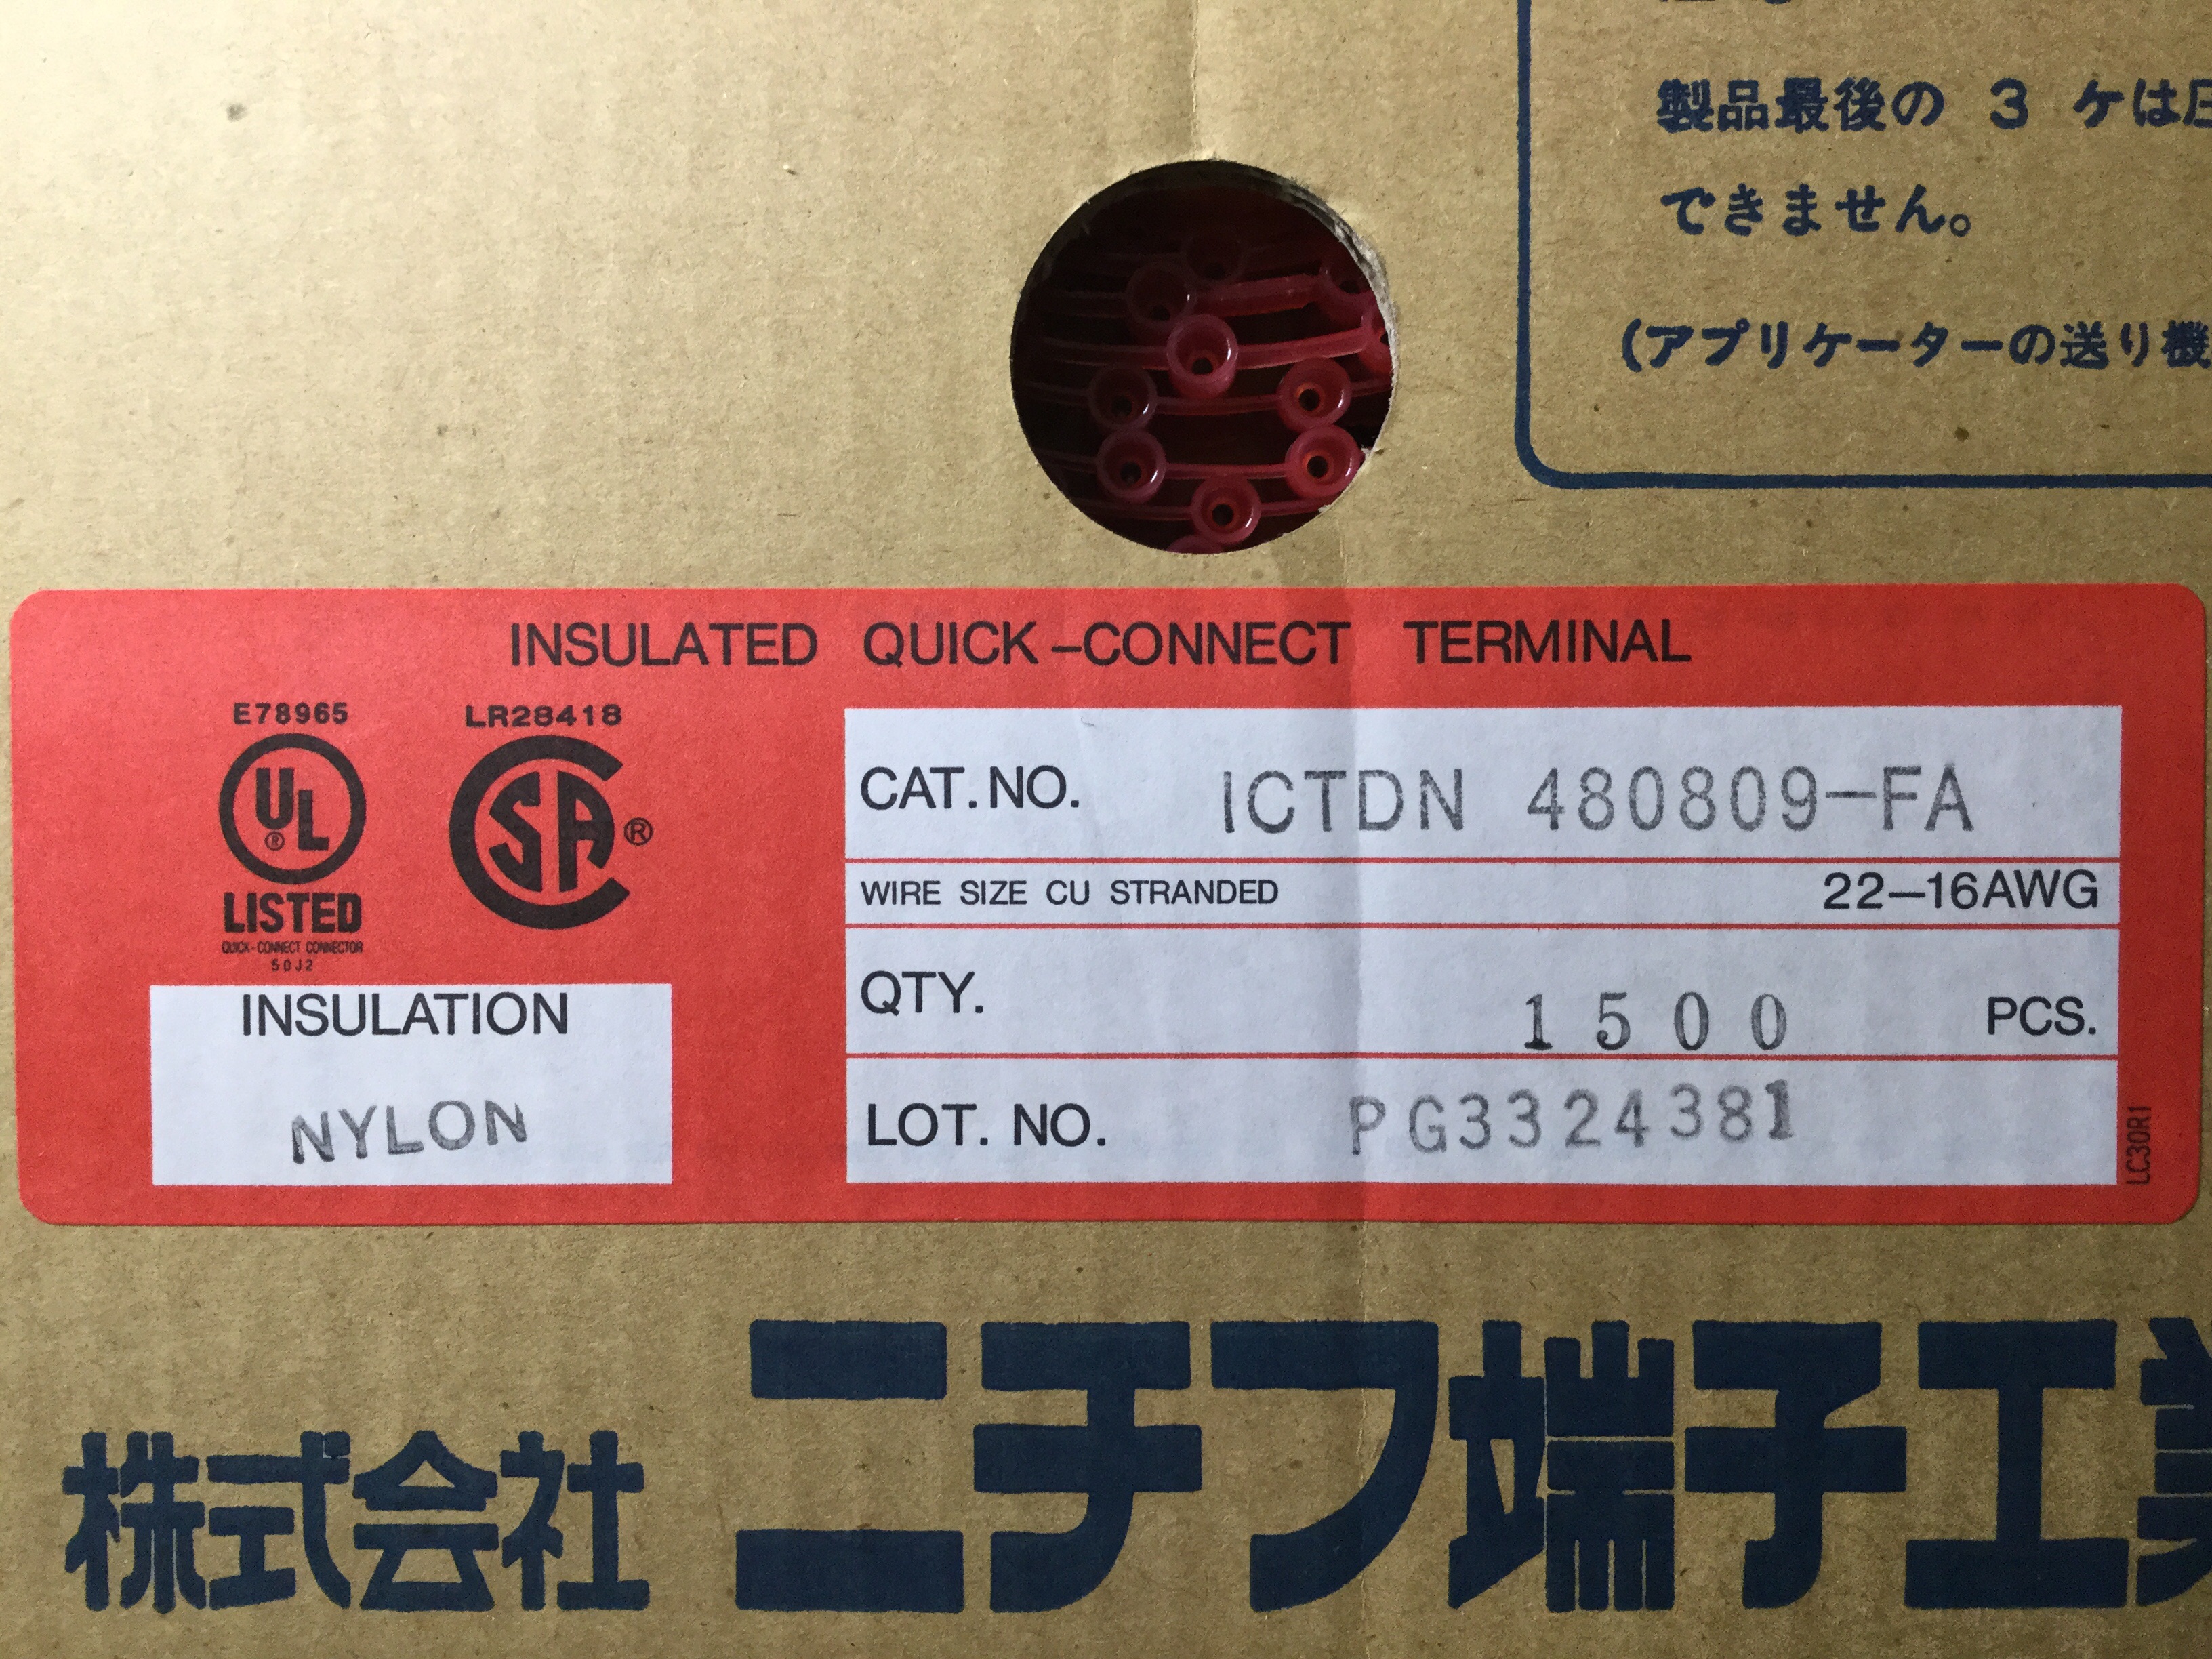 製品最後の 3 ケは
できません。
(アプリケーターの送り機
INSULATED QUICK-CONNECT TERMINAL
E78965
UL
®
LISTED
QUICK-CONNECT CONNECTOR
50J2
LR28418
CSA®
INSULATION
NYLON
CAT. NO. ICTDN 480809-FA
WIRE SIZE CU STRANDED 22-16AWG
QTY. 1500 PCS.
LOT. NO. PG3324381
LC30R1
株式会社 ニチフ端子工業